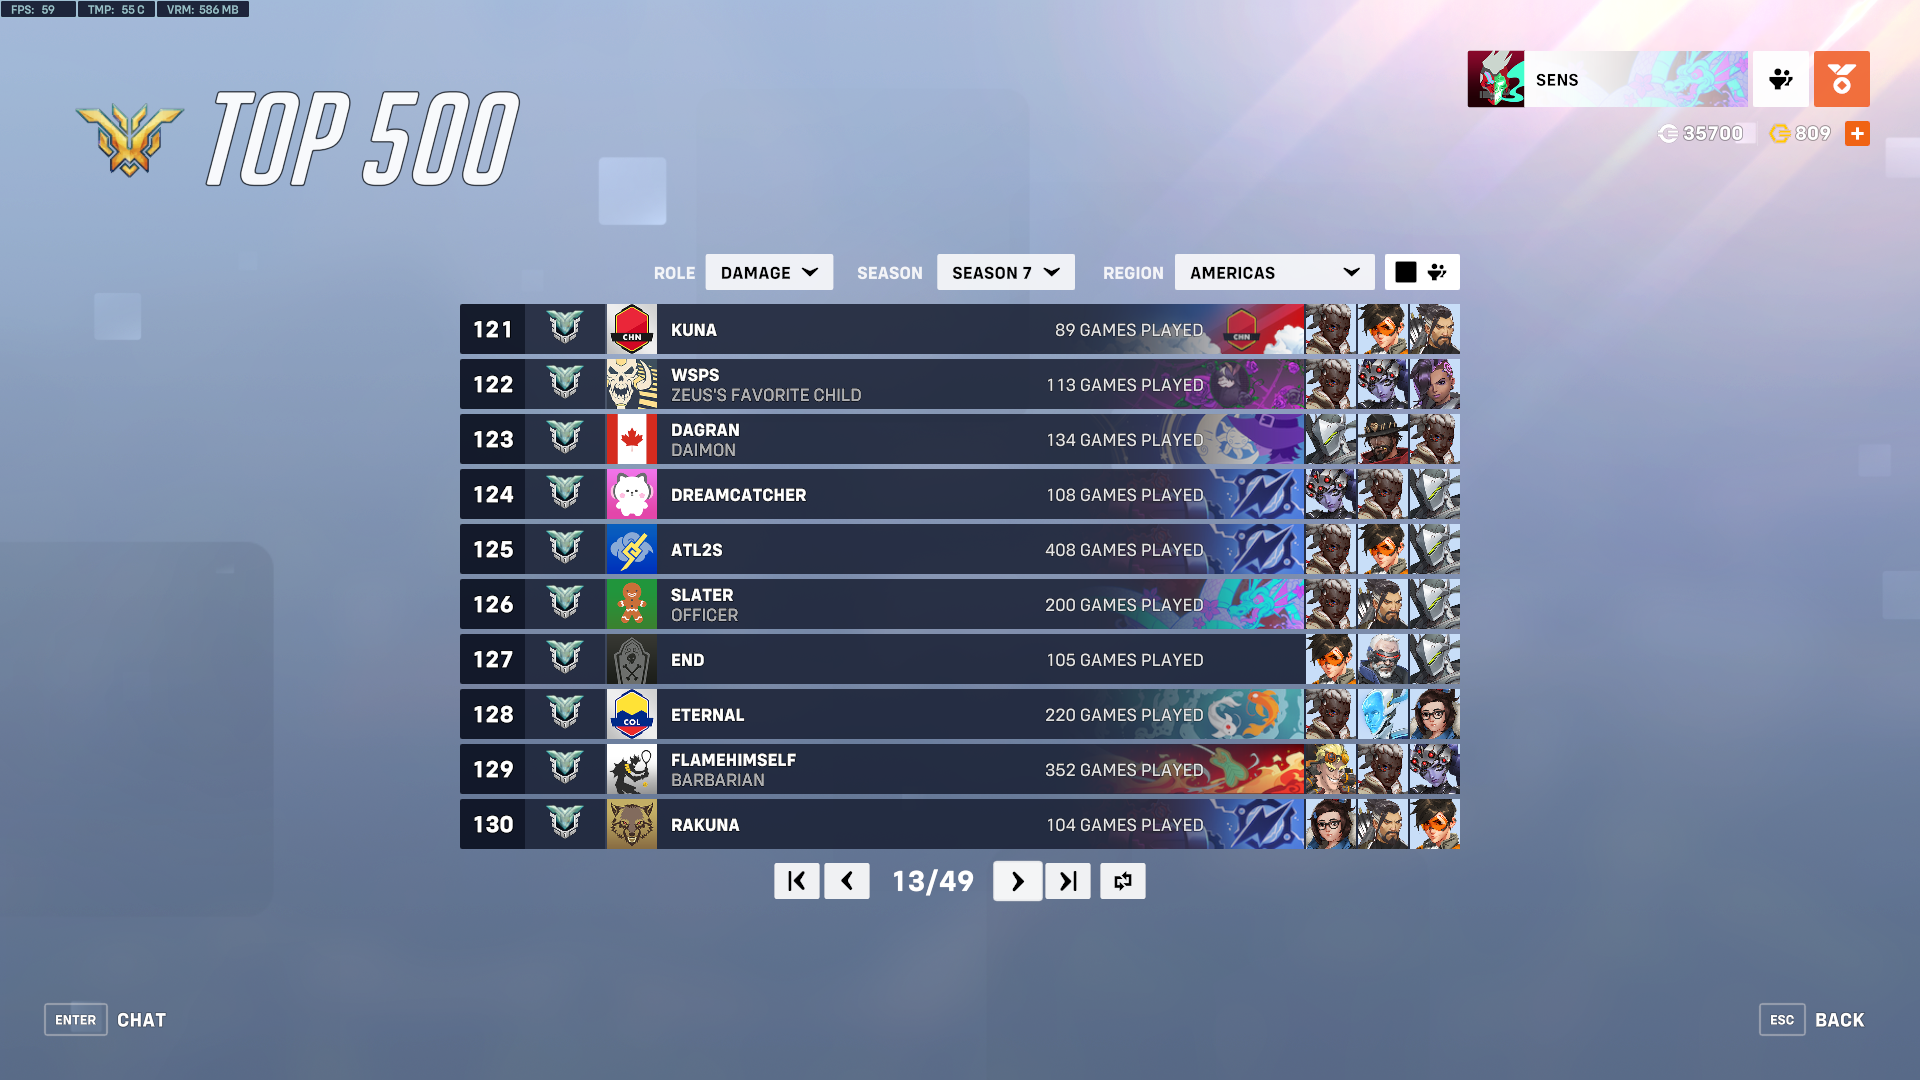 FPS: 59 TMP: 55 C VRM: 586 MB
TOP 500
SENS
35700 809
ROLE DAMAGE SEASON SEASON 7 REGION AMERICAS
121 CHN KUNA 89 GAMES PLAYED CHN
122 WSPS 113 GAMES PLAYED
ZEUS'S FAVORITE CHILD
123 DAGRAN 134 GAMES PLAYED
DAIMON
124 DREAMCATCHER 108 GAMES PLAYED
125 ATL2S 408 GAMES PLAYED
126 SLATER 200 GAMES PLAYED
OFFICER
127 END 105 GAMES PLAYED
128 COL ETERNAL 220 GAMES PLAYED
129 FLAMEHIMSELF 352 GAMES PLAYED
BARBARIAN
130 RAKUNA 104 GAMES PLAYED
13/49
ENTER CHAT
ESC BACK